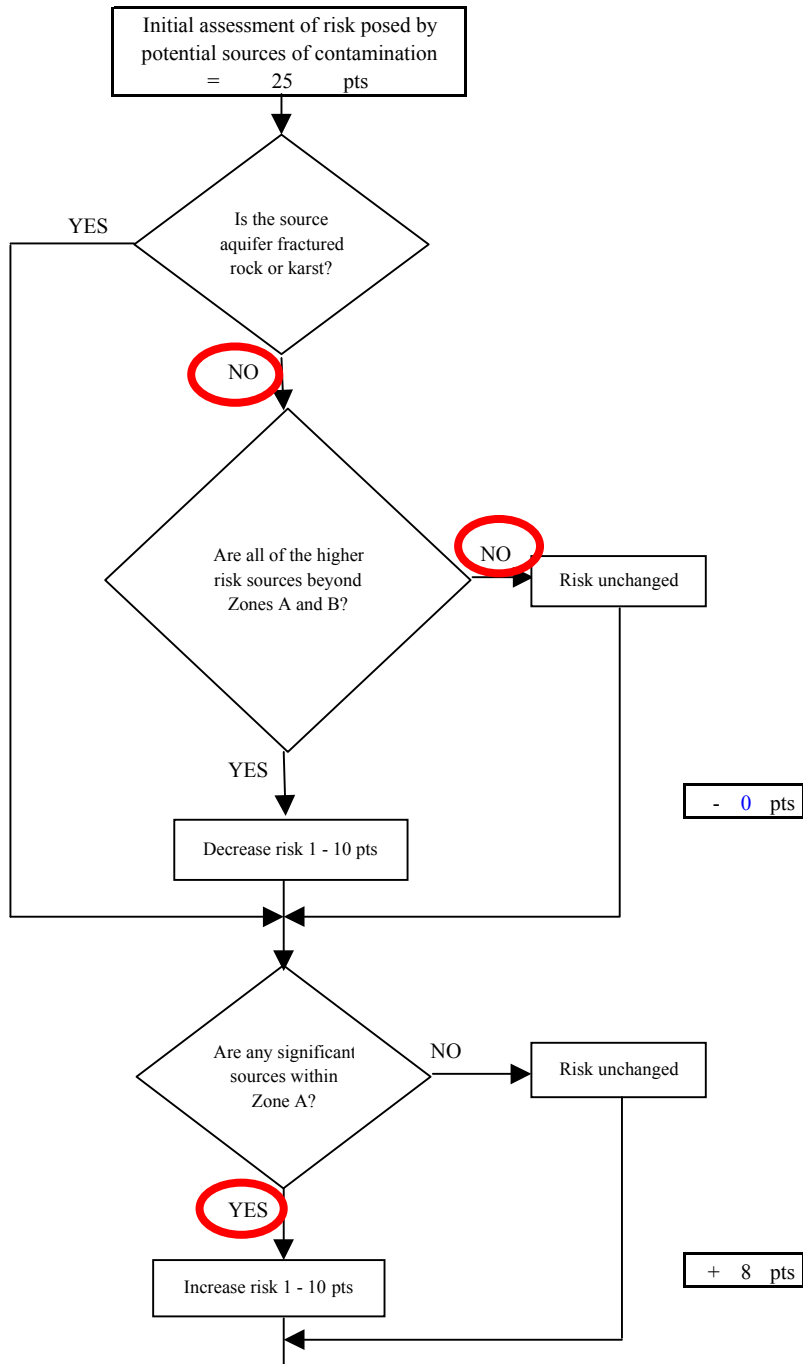 Initial assessment of risk posed by
potential sources of contamination
= 25 pts
YES
Is the source
aquifer fractured
rock or karst?
NO
Are all of the higher
risk sources beyond
Zones A and B?
NO
Risk unchanged
YES
- 0 pts
Decrease risk 1 - 10 pts
Are any significant
sources within
Zone A?
NO
Risk unchanged
YES
+ 8 pts
Increase risk 1 - 10 pts